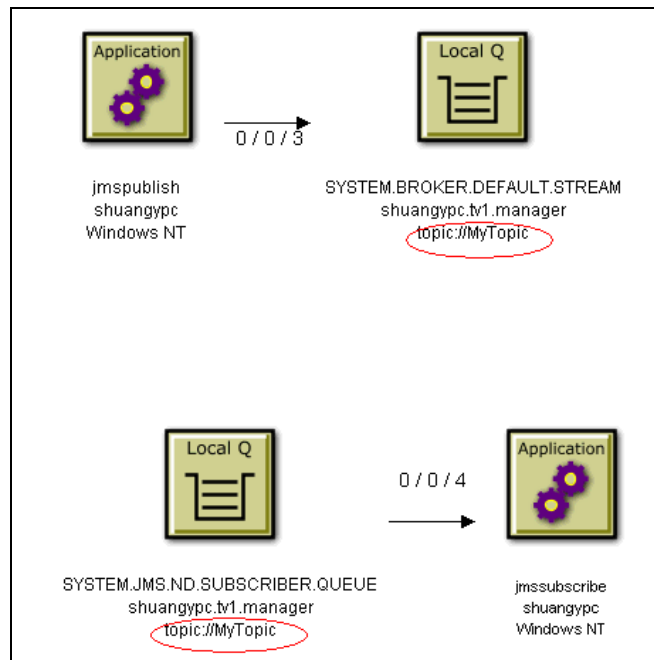 Application
Local Q
0 / 0 / 3
jmspublish
shuangypc
Windows NT
SYSTEM.BROKER.DEFAULT.STREAM
shuangypc.tv1.manager
topic://MyTopic
Local Q
Application
0 / 0 / 4
SYSTEM.JMS.ND.SUBSCRIBER.QUEUE
shuangypc.tv1.manager
topic://MyTopic
jmssubscribe
shuangypc
Windows NT